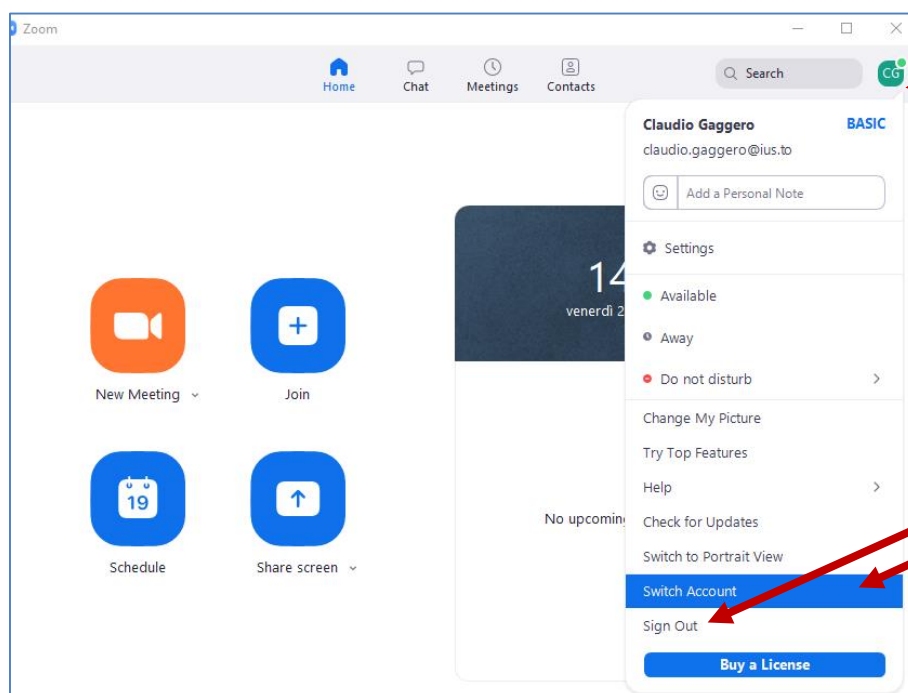 Zoom
Home
Chat
Meetings
Contacts
Search
CG
Claudio Gaggero
BASIC
claudio.gaggero@ius.to
Add a Personal Note
Settings
14
venerdì 2
Available
Away
Do not disturb
New Meeting
Join
Change My Picture
Try Top Features
Help
19
No upcoming
Check for Updates
Switch to Portrait View
Schedule
Share screen
Switch Account
Sign Out
Buy a License